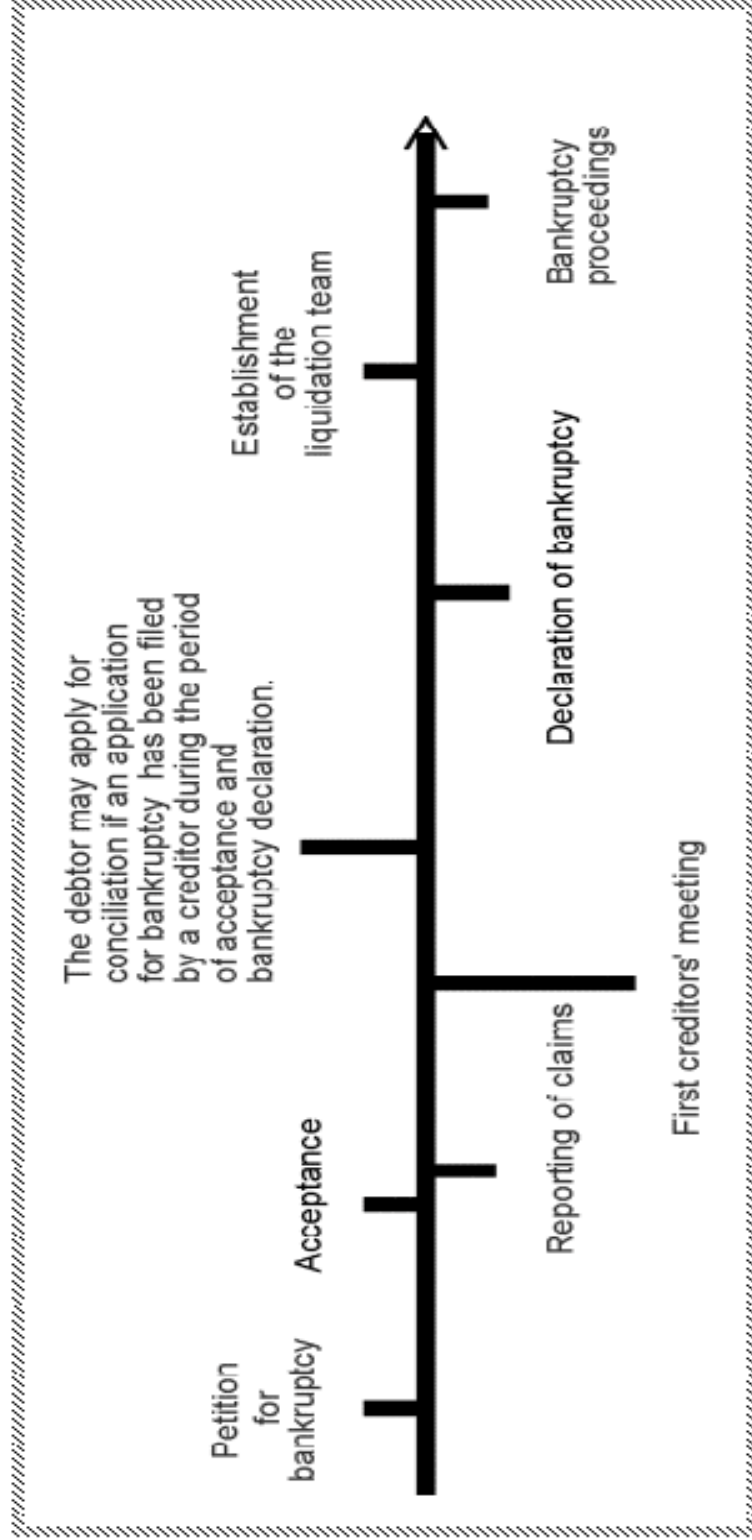 Petition
for
bankruptcy
Acceptance
The debtor may apply for
conciliation if an application
for bankruptcy has been filed
by a creditor during the period
of acceptance and
bankruptcy declaration.
Establishment
of the
liquidation team
Reporting of claims
First creditors' meeting
Declaration of bankruptcy
Bankruptcy
proceedings